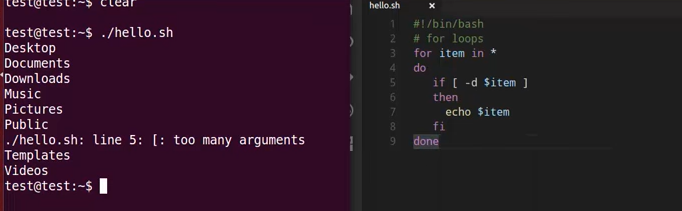 test@test:~$ clear
test@test:~$ ./hello.sh
Desktop
Documents
Downloads
Music
Pictures
Public
./hello.sh: line 5: [: too many arguments
Templates
Videos
test@test:~$
hello.sh ×
1 #!/bin/bash
2 # for loops
3 for item in *
4 do
5 if [ -d $item ]
6 then
7 echo $item
8 fi
9 done